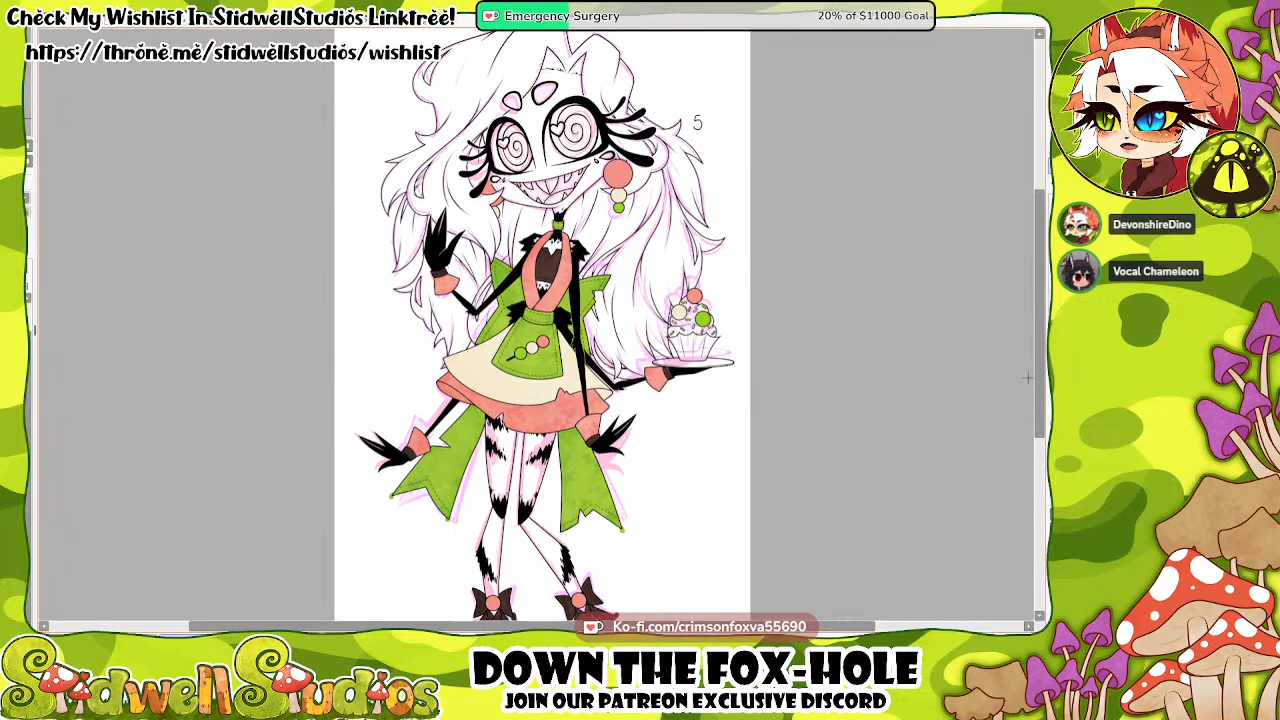 Check My Wishlist In StidwellStudios Linktree!
https://throne.me/stidwellstudios/wishlist
Emergency Surgery
20% of $11000 Goal
5
DevonshireDino
Vocal Chameleon
Ko-fi.com/crimsonfoxva55690
StidwellStudios
DOWN THE FOX-HOLE
JOIN OUR PATREON EXCLUSIVE DISCORD